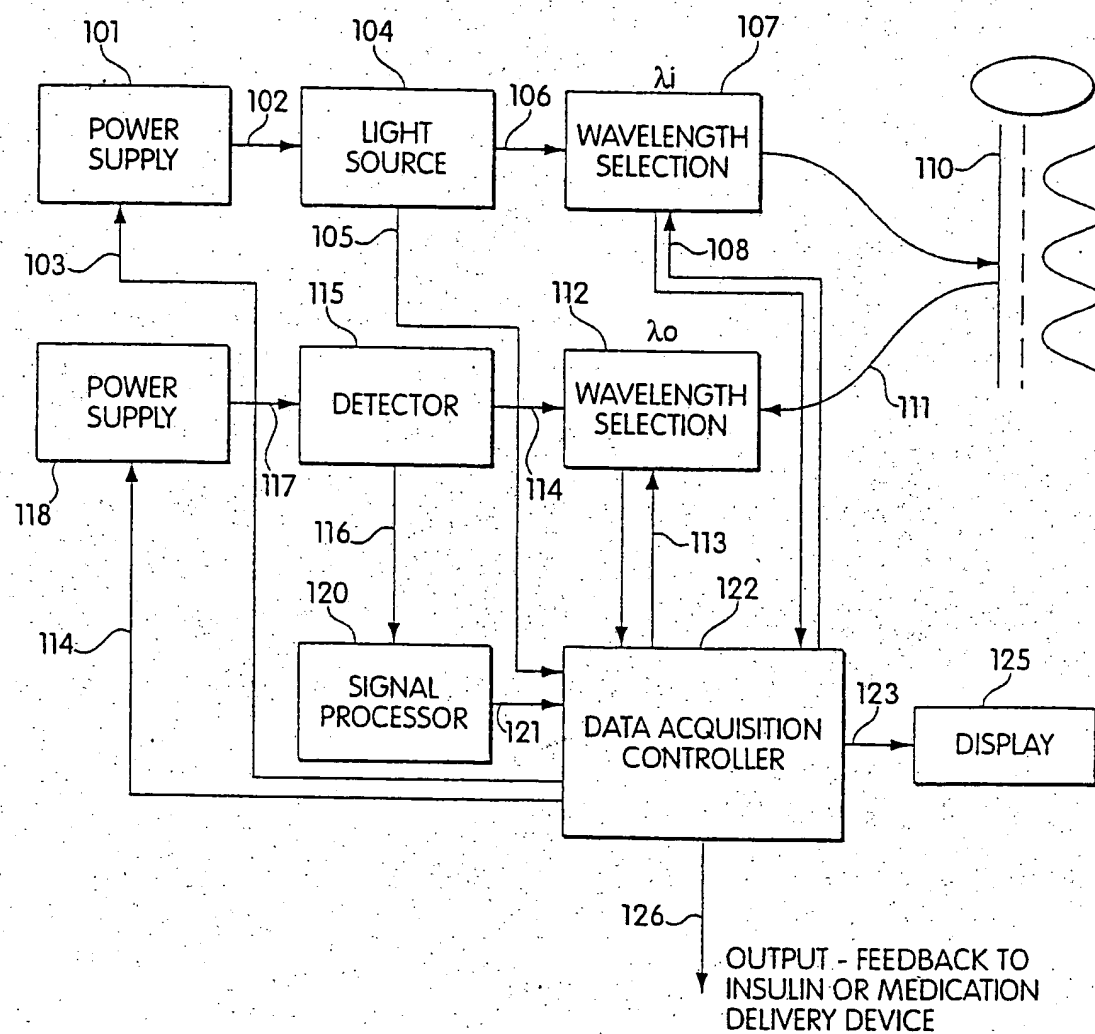 101
104
107
λi
POWER
SUPPLY
102
LIGHT
SOURCE
106
WAVELENGTH
SELECTION
110
103
105
108
115
112
λo
POWER
SUPPLY
DETECTOR
WAVELENGTH
SELECTION
111
118
117
114
116
113
120
122
114
125
SIGNAL
PROCESSOR
121
DATA ACQUISITION
CONTROLLER
123
DISPLAY
126
OUTPUT - FEEDBACK TO
INSULIN OR MEDICATION
DELIVERY DEVICE